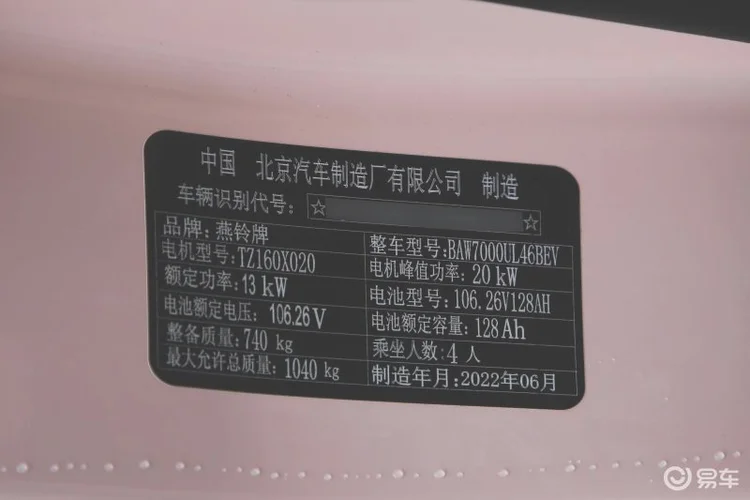 中国 北京汽车制造厂有限公司 制造
车辆识别代号: ☆ ☆
品牌: 燕铃牌
整车型号: BAW7000UL46BEV
电机型号: TZ160X020
电机峰值功率: 20 kW
额定功率: 13 kW
电池型号: 106.26V128AH
电池额定电压: 106.26 V
电池额定容量: 128Ah
整备质量: 740 kg
乘坐人数: 4 人
最大允许总质量: 1040 kg
制造年月: 2022年06月
易车